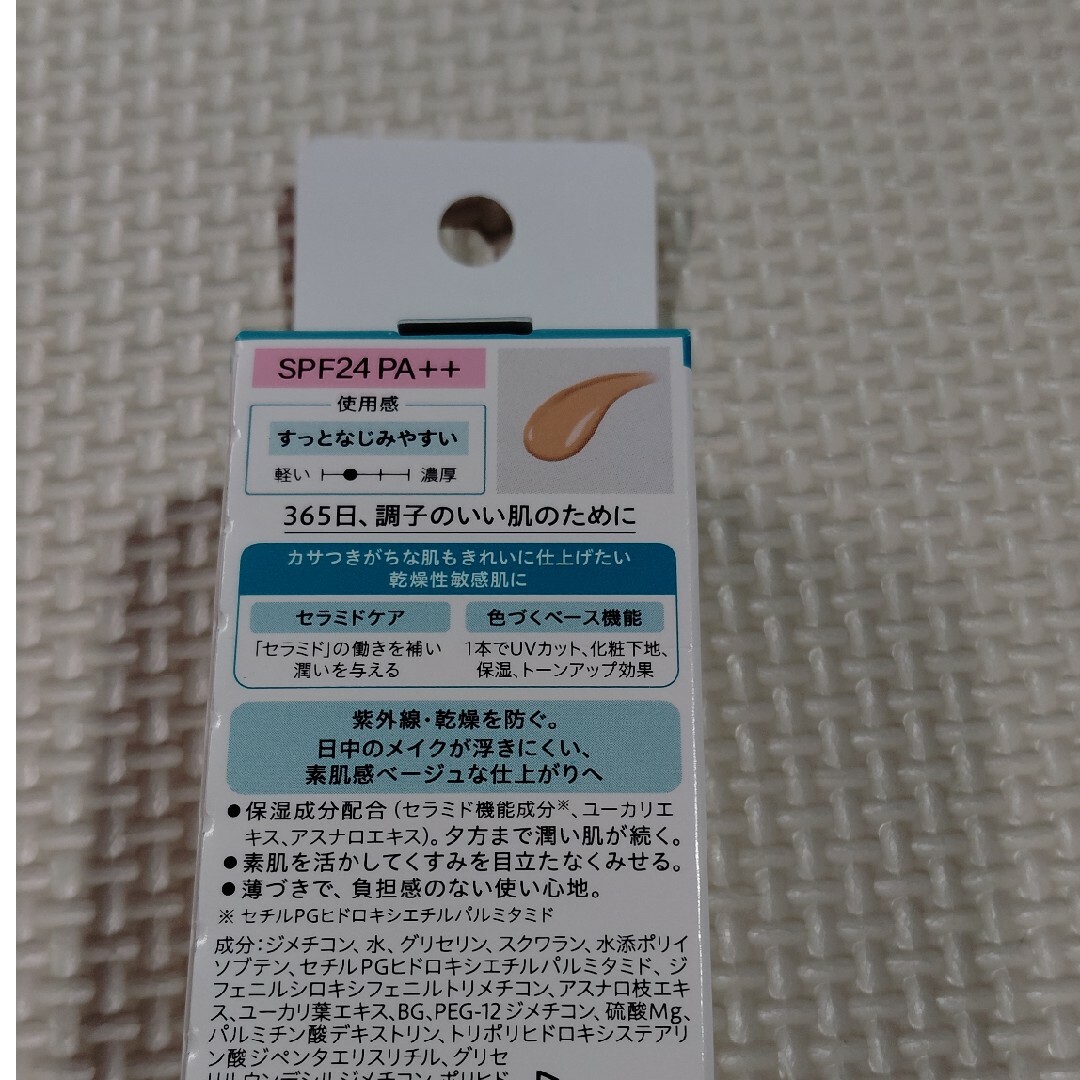 SPF24 PA++
使用感
すっとなじみやすい
軽い 濃厚
365日、調子のいい肌のために
カサつきがちな肌もきれいに仕上げたい
乾燥性敏感肌に
セラミドケア
「セラミド」の働きを補い
潤いを与える
色づくベース機能
1本でUVカット、化粧下地、
保湿、トーンアップ効果
紫外線・乾燥を防ぐ。
日中のメイクが浮きにくい、
素肌感ベージュな仕上がりへ
●保湿成分配合(セラミド機能成分※、ユーカリエ
キス、アスナロエキス)。夕方まで潤い肌が続く。
●素肌を活かしてくすみを目立たなくみせる。
●薄づきで、負担感のない使い心地。
※ セチルPGヒドロキシエチルパルミタミド
成分:ジメチコン、水、グリセリン、スクワラン、水添ポリイ
ソブテン、セチルPGヒドロキシエチルパルミタミド、ジ
フェニルシロキシフェニルトリメチコン、アスナロ枝エキ
ス、ユーカリ葉エキス、BG、PEG-12ジメチコン、硫酸Mg、
パルミチン酸デキストリン、トリポリヒドロキシステアリ
ン酸ジペンタエリスリチル、グリセ
リルウンデシルジメチコン、ポリヒド